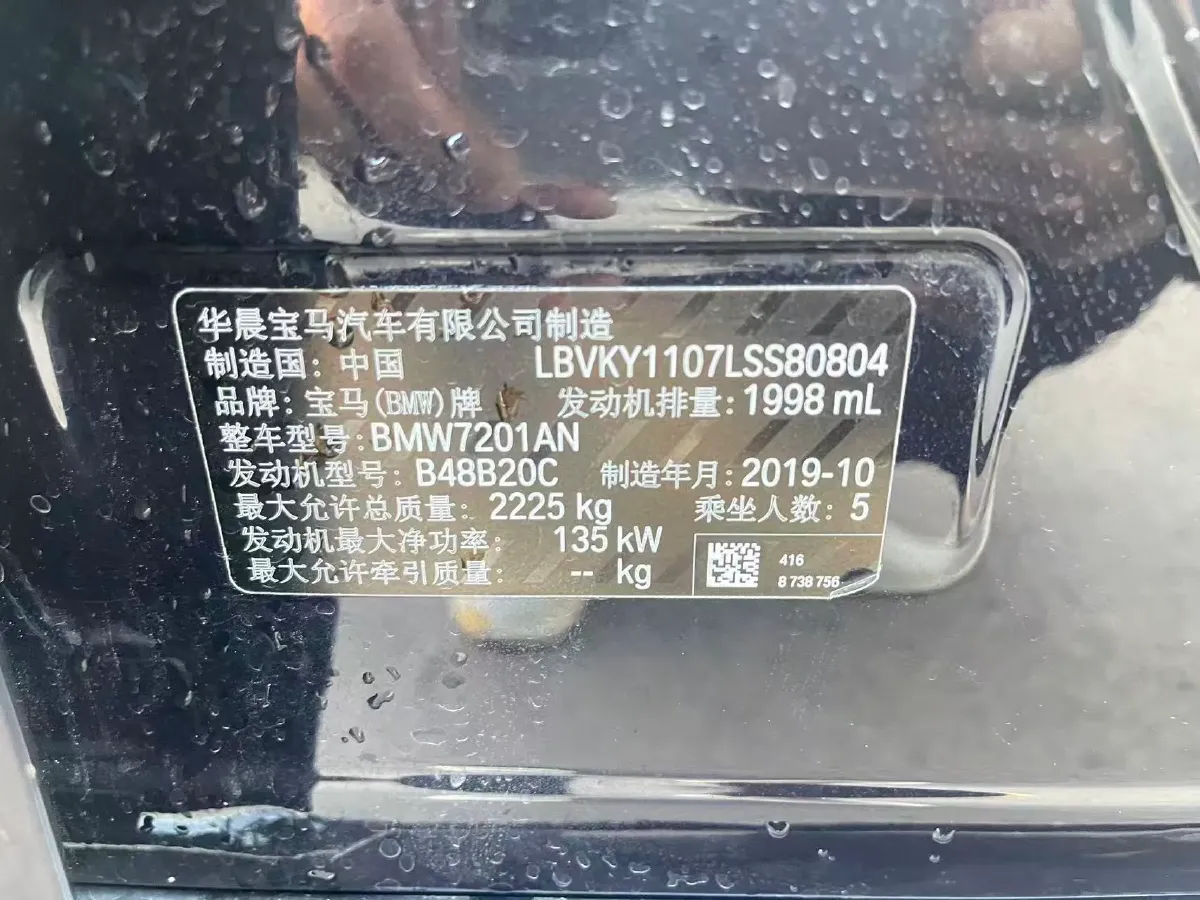 华晨宝马汽车有限公司制造
制造国：中国 LBVKY1107LSS80804
品牌：宝马(BMW)牌 发动机排量：1998 mL
整车型号：BMW7201AN
发动机型号：B48B20C 制造年月：2019-10
最大允许总质量：2225 kg 乘坐人数：5
发动机最大净功率： 135 kW
最大允许牵引质量： -- kg
416
8 738 756